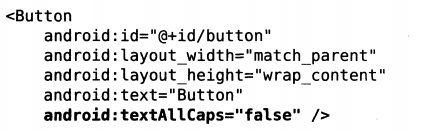 <Button
android:id="@+id/button"
android:layout_width="match_parent"
android:layout_height="wrap_content"
android:text="Button"
android:textAllCaps="false" />